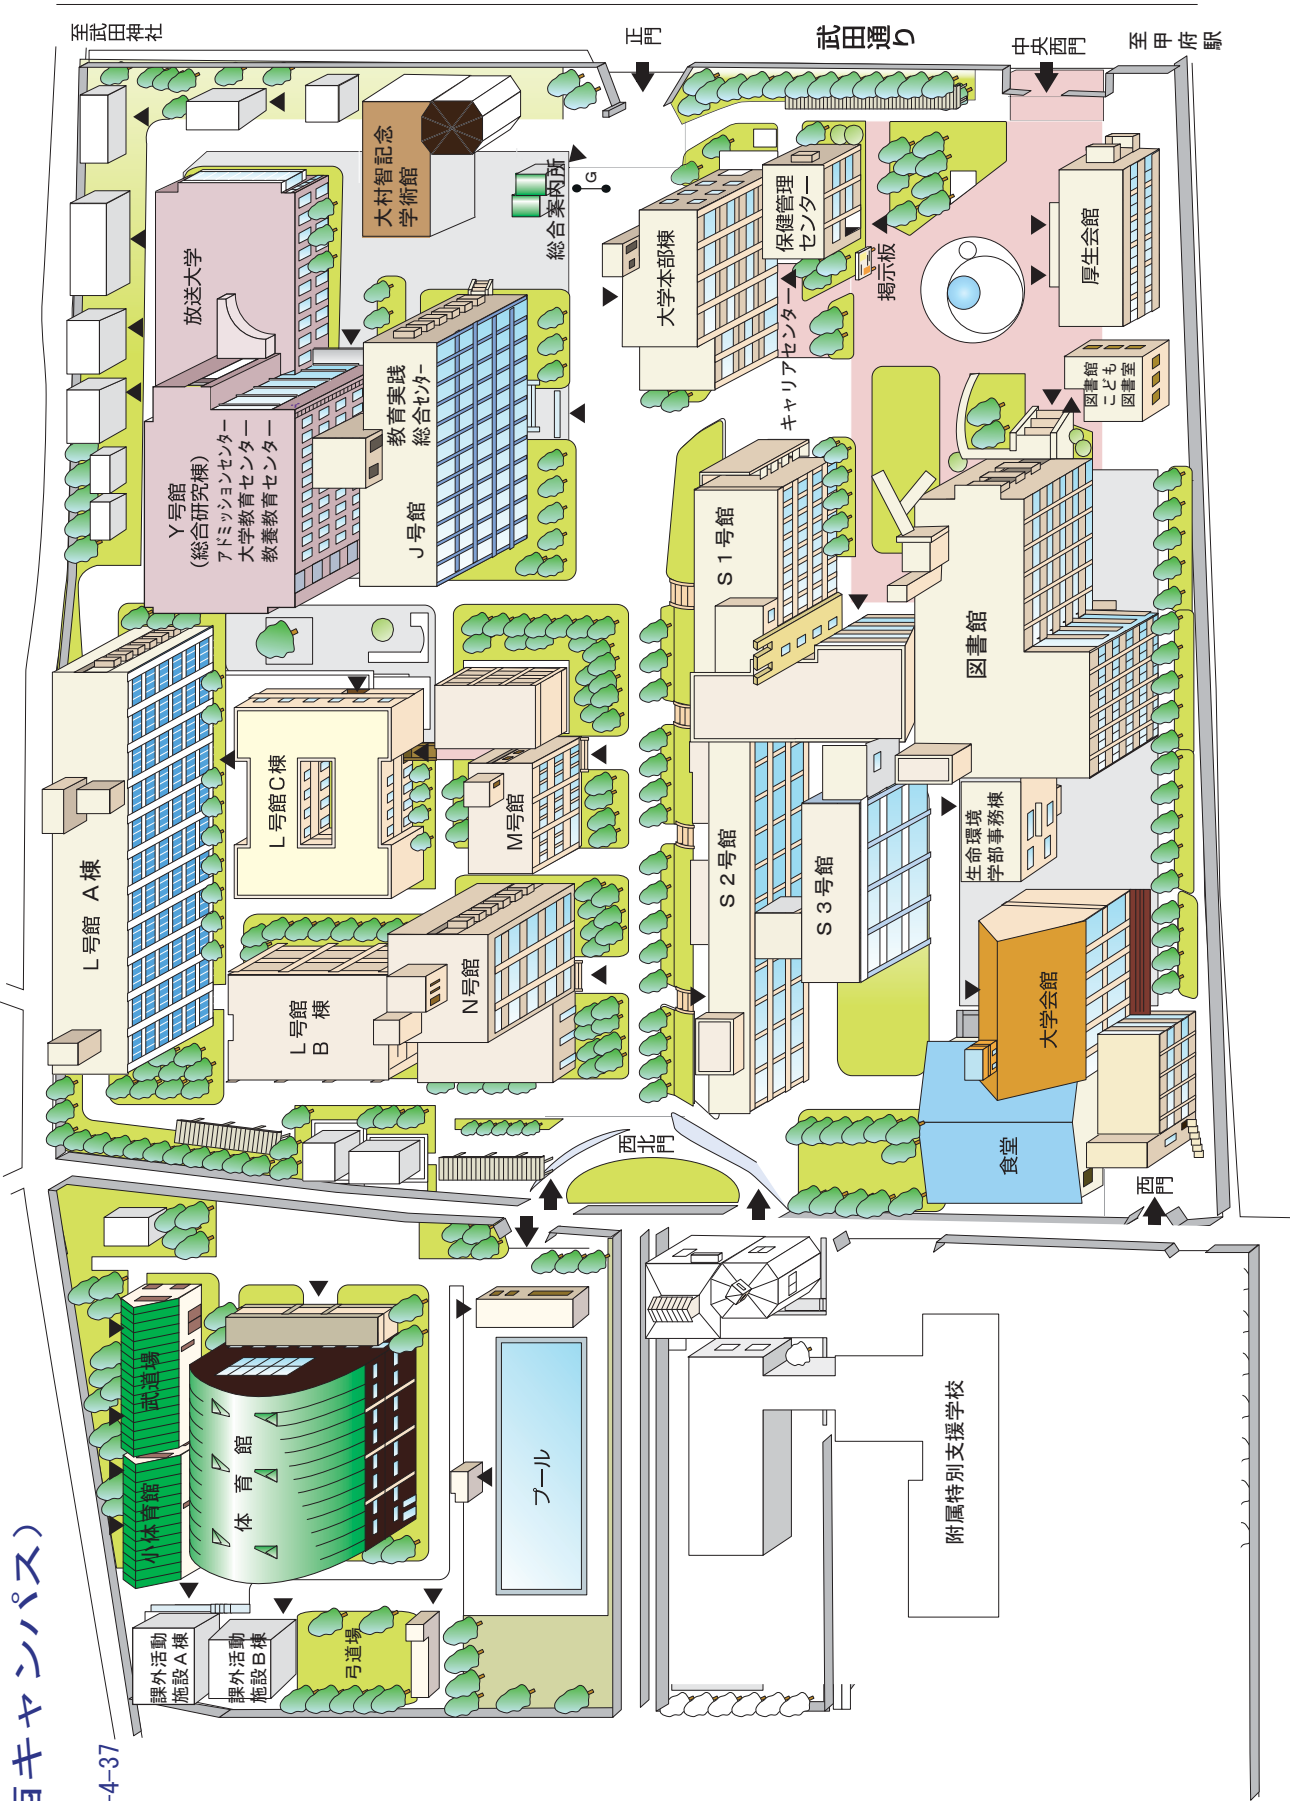 西キャンパス）
-4-37
至武田神社
正門
武田通り
中央西門
至甲府駅
大村智記念
学術館
総合案内所
G
放送大学
Y号館
（総合研究棟）
アドミッションセンター
大学教育センター
教養教育センター
教育実践
総合センター
J号館
大学本部棟
保健管理
センター
キャリアセンター
掲示板
厚生会館
図書館
こども
図書室
L号館 A棟
L号館C棟
L号館
B棟
M号館
N号館
S1号館
S2号館
S3号館
図書館
生命環境
学部事務棟
大学会館
食堂
西北門
西門
武道場
小体育館
体育館
プール
弓道場
課外活動
施設A棟
課外活動
施設B棟
附属特別支援学校